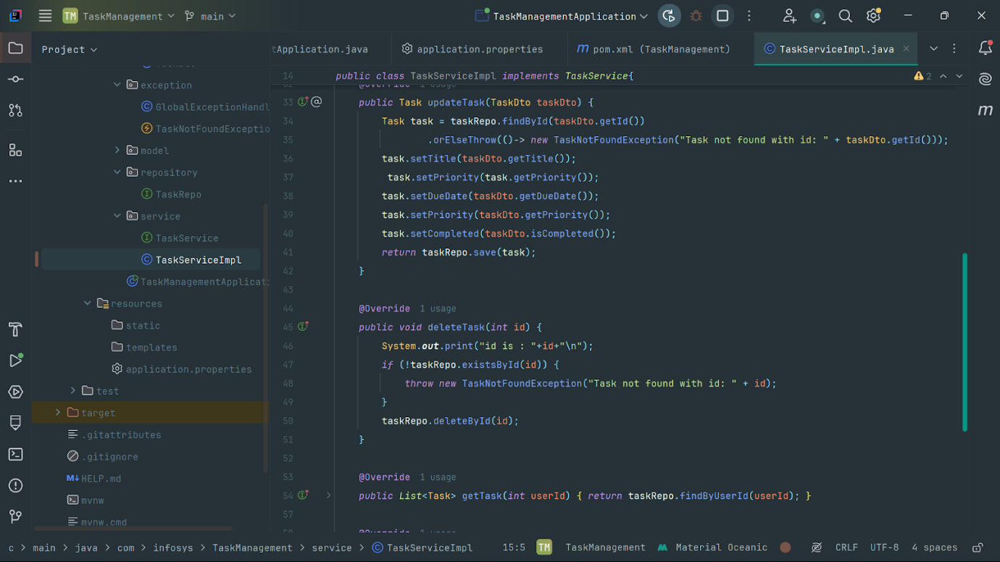 TM TaskManagement main TaskManagementApplication
Project
tApplication.java application.properties m pom.xml (TaskManagement) TaskServiceImpl.java
exception
GlobalExceptionHandl
TaskNotFoundExceptio
model
repository
TaskRepo
service
TaskService
TaskServiceImpl
TaskManagementApplicati
resources
static
templates
application.properties
test
target
.gitattributes
.gitignore
M↓ HELP.md
mvnw
mvnw.cmd
14 public class TaskServiceImpl implements TaskService{ 2
@Override 1 usage
33 public Task updateTask(TaskDto taskDto) {
34 Task task = taskRepo.findById(taskDto.getId())
35 .orElseThrow(()-> new TaskNotFoundException("Task not found with id: " + taskDto.getId()));
36 task.setTitle(taskDto.getTitle());
37 task.setPriority(task.getPriority());
38 task.setDueDate(taskDto.getDueDate());
39 task.setPriority(taskDto.getPriority());
40 task.setCompleted(taskDto.isCompleted());
41 return taskRepo.save(task);
42 }
43
44 @Override 1 usage
45 public void deleteTask(int id) {
46 System.out.print("id is : "+id+"\n");
47 if (!taskRepo.existsById(id)) {
48 throw new TaskNotFoundException("Task not found with id: " + id);
49 }
50 taskRepo.deleteById(id);
51 }
52
53 @Override 1 usage
54 public List<Task> getTask(int userId) { return taskRepo.findByUserId(userId); }
57
c > main > java > com > infosys > TaskManagement > service > TaskServiceImpl 15:5 TM TaskManagement Material Oceanic CRLF UTF-8 4 spaces